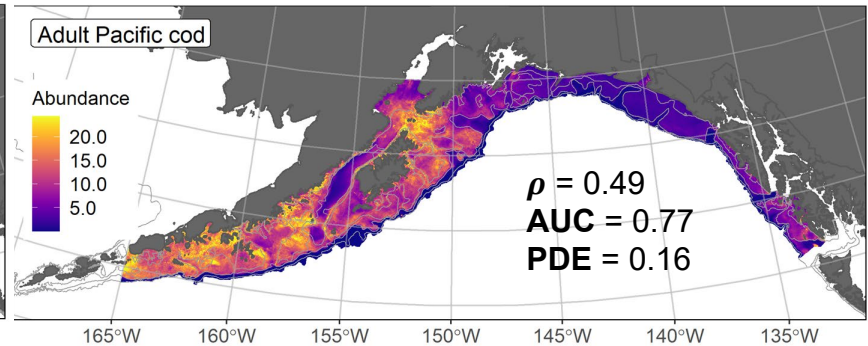 Adult Pacific cod
Abundance
20.0
15.0
10.0
5.0
ρ = 0.49
AUC = 0.77
PDE = 0.16
165°W 160°W 155°W 150°W 145°W 140°W 135°W